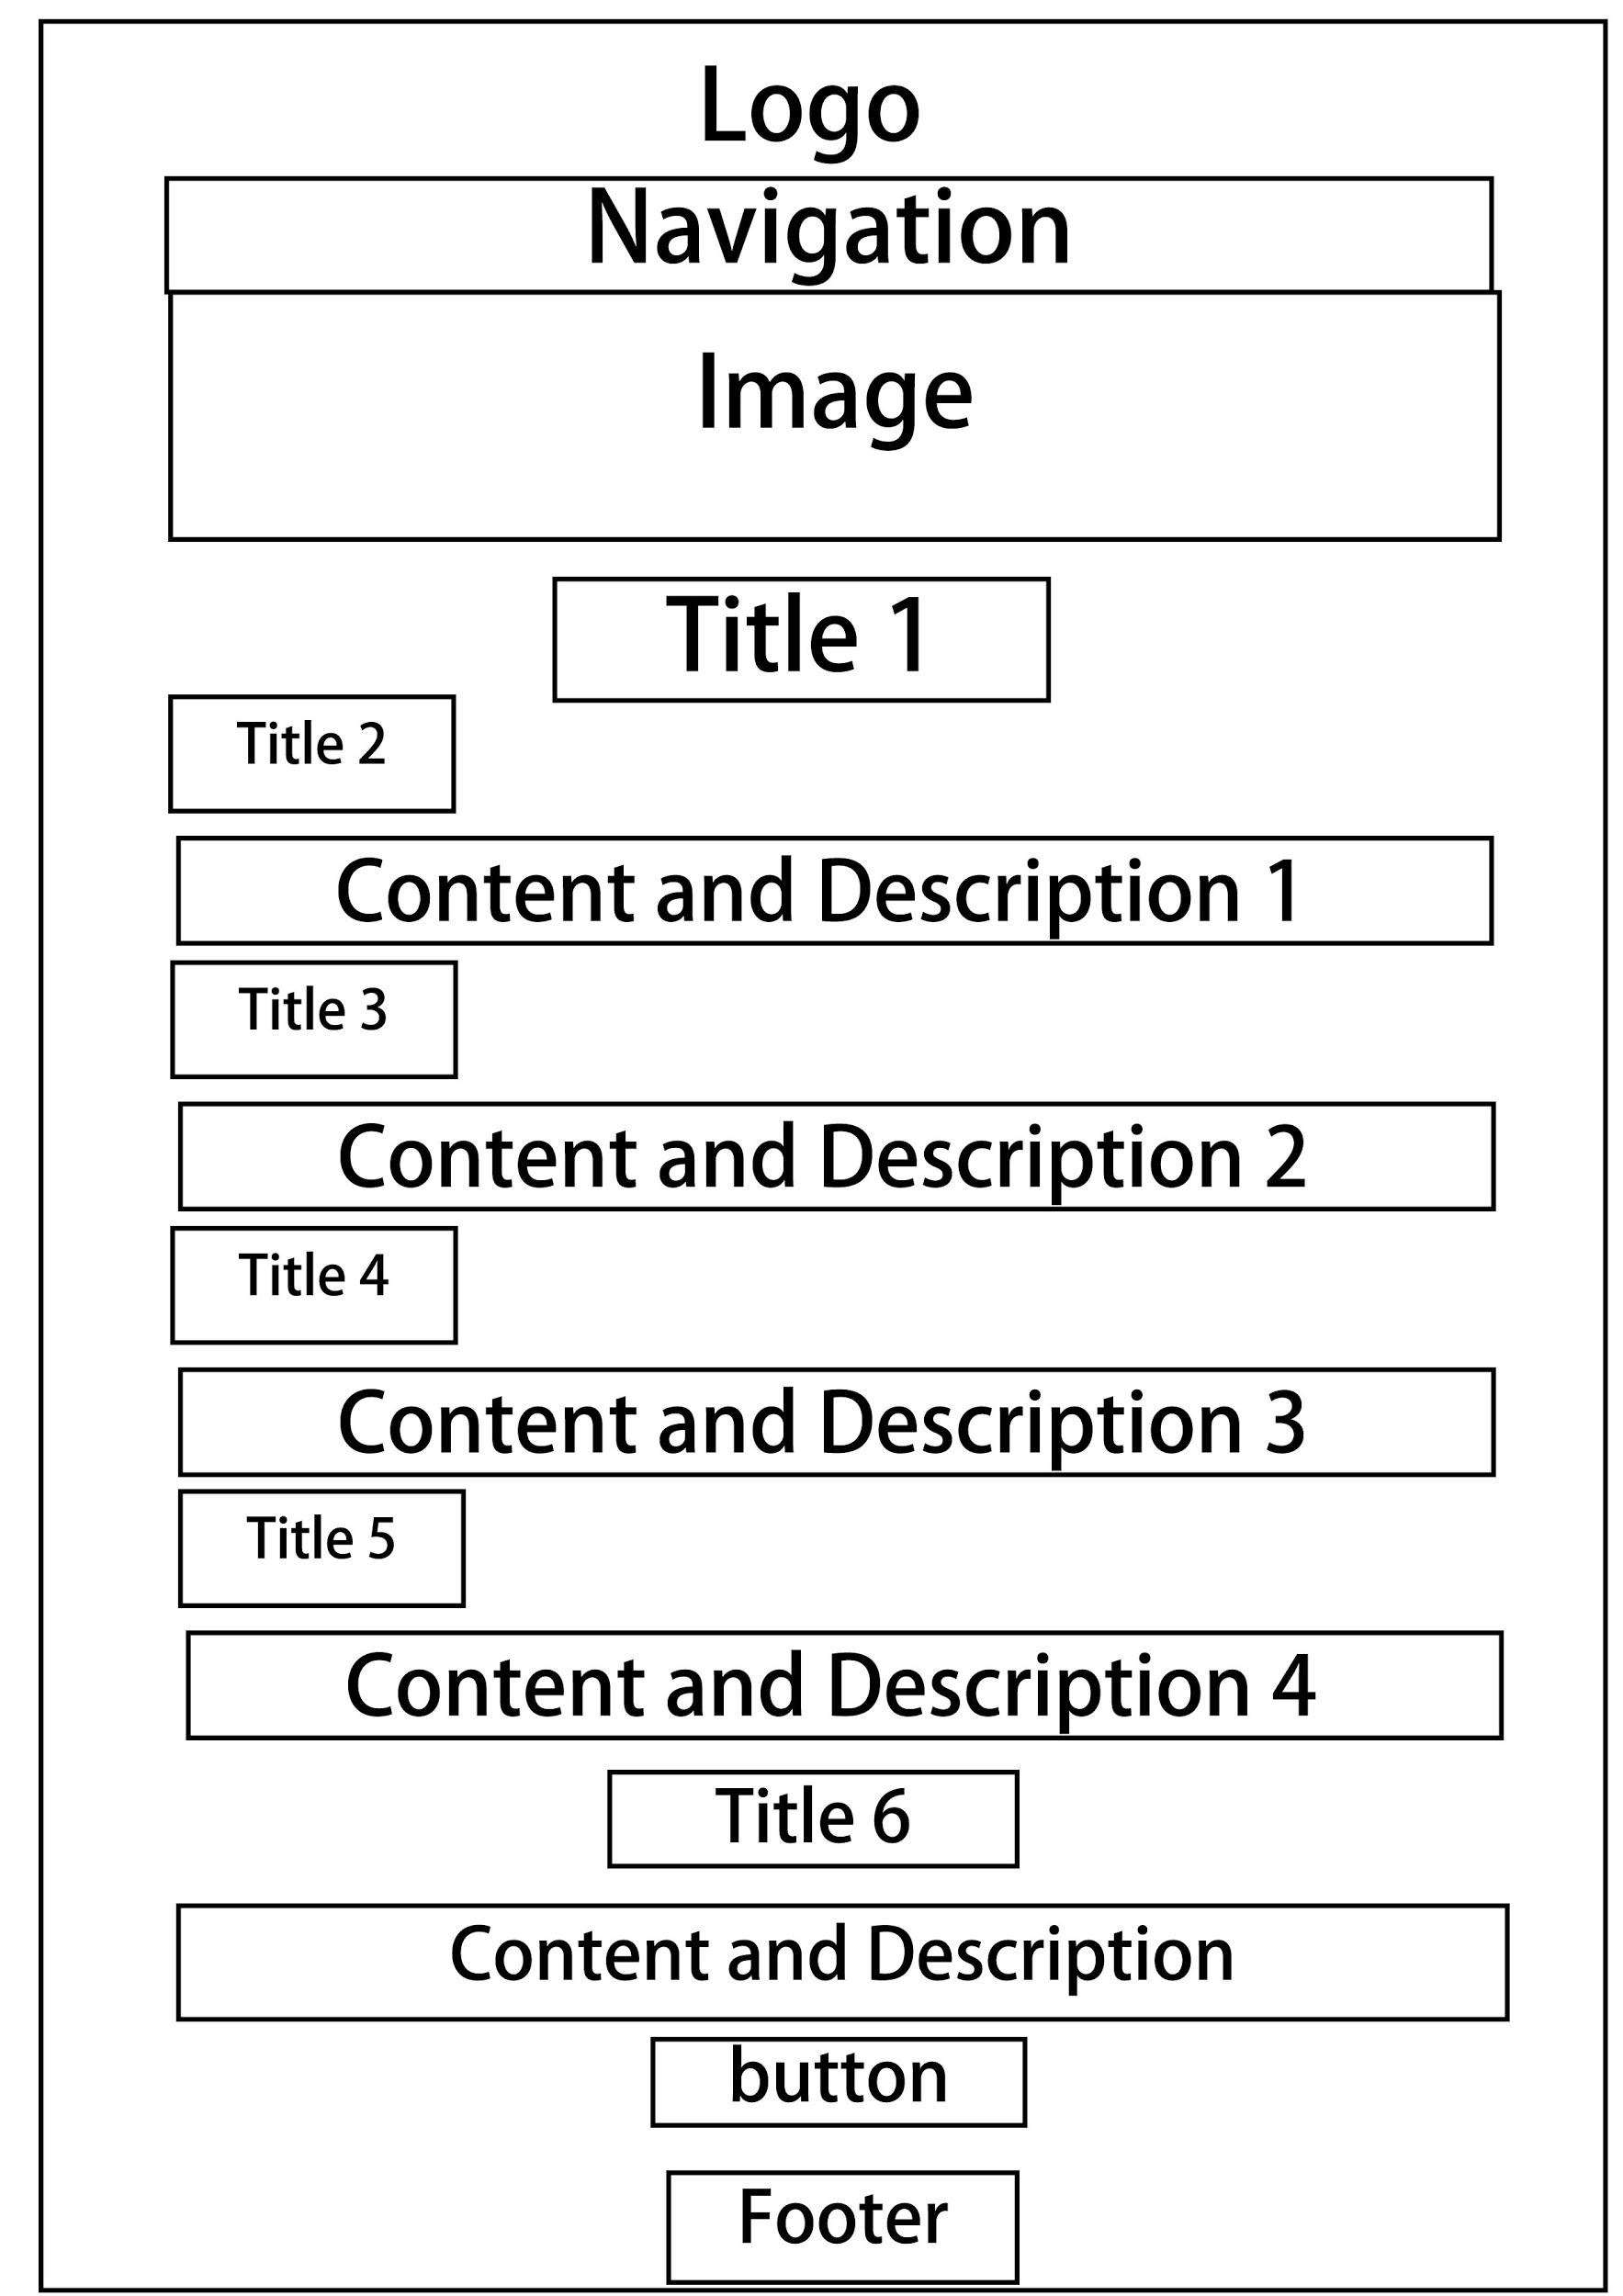 Logo
Navigation
Image
Title 1
Title 2
Content and Description 1
Title 3
Content and Description 2
Title 4
Content and Description 3
Title 5
Content and Description 4
Title 6
Content and Description
button
Footer